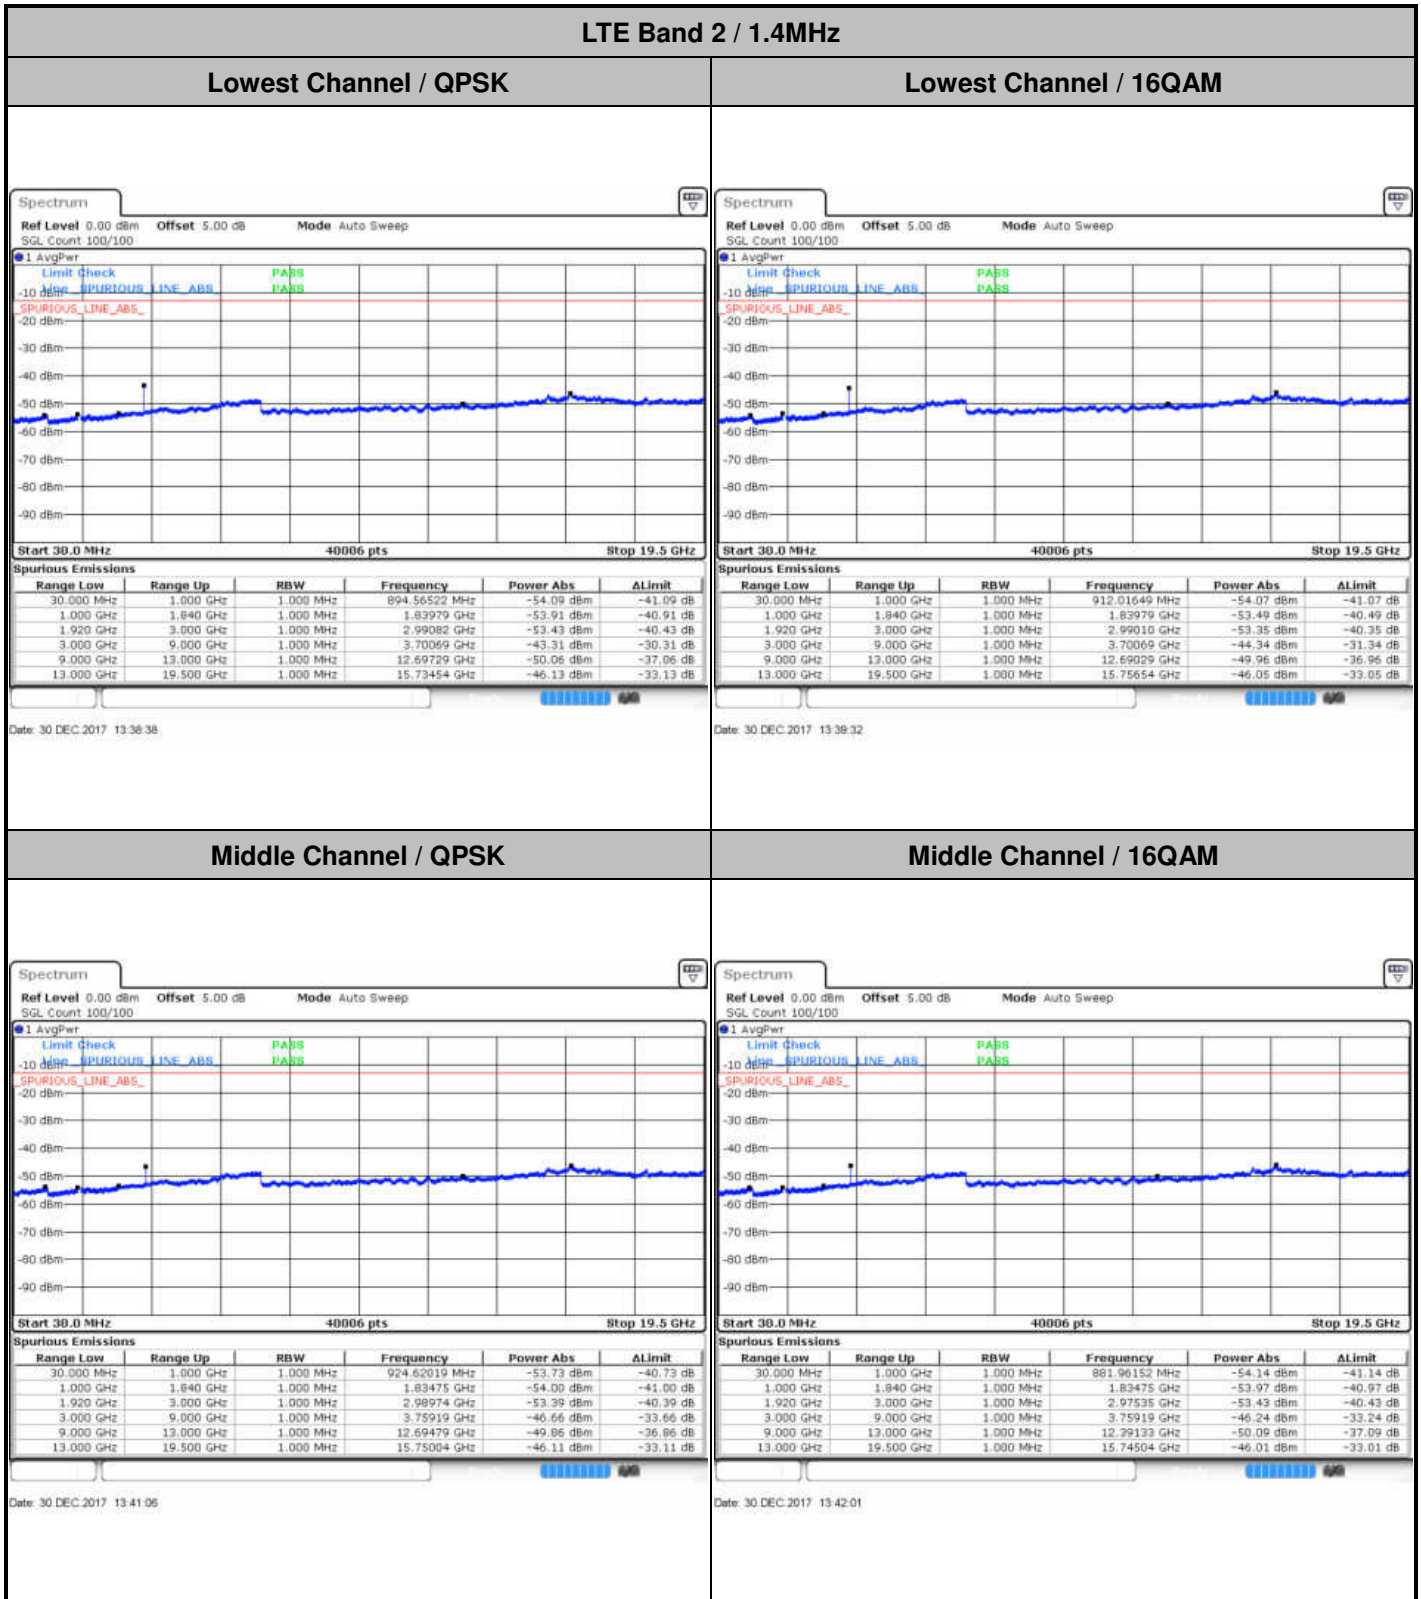 LTE Band 2 / 1.4MHz
Lowest Channel / QPSK
Lowest Channel / 16QAM
Spectrum
Ref Level 0.00 dBm Offset 5.00 dB Mode Auto Sweep
SGL Count 100/100
1 AvgPwr
Limit Check PASS
Line _SPURIOUS_LINE_ABS_ PASS
-10 dBm
_SPURIOUS_LINE_ABS_
-20 dBm
-30 dBm
-40 dBm
-50 dBm
-60 dBm
-70 dBm
-80 dBm
-90 dBm
Start 30.0 MHz 40006 pts Stop 19.5 GHz
Spurious Emissions
Range Low Range Up RBW Frequency Power Abs ΔLimit
30.000 MHz 1.000 GHz 1.000 MHz 894.56522 MHz -54.09 dBm -41.09 dB
1.000 GHz 1.840 GHz 1.000 MHz 1.83979 GHz -53.91 dBm -40.91 dB
1.920 GHz 3.000 GHz 1.000 MHz 2.99082 GHz -53.43 dBm -40.43 dB
3.000 GHz 9.000 GHz 1.000 MHz 3.70069 GHz -43.31 dBm -30.31 dB
9.000 GHz 13.000 GHz 1.000 MHz 12.69729 GHz -50.06 dBm -37.06 dB
13.000 GHz 19.500 GHz 1.000 MHz 15.73454 GHz -46.13 dBm -33.13 dB
Date: 30.DEC.2017 13:38:38
Spectrum
Ref Level 0.00 dBm Offset 5.00 dB Mode Auto Sweep
SGL Count 100/100
1 AvgPwr
Limit Check PASS
Line _SPURIOUS_LINE_ABS_ PASS
-10 dBm
_SPURIOUS_LINE_ABS_
-20 dBm
-30 dBm
-40 dBm
-50 dBm
-60 dBm
-70 dBm
-80 dBm
-90 dBm
Start 30.0 MHz 40006 pts Stop 19.5 GHz
Spurious Emissions
Range Low Range Up RBW Frequency Power Abs ΔLimit
30.000 MHz 1.000 GHz 1.000 MHz 912.01649 MHz -54.07 dBm -41.07 dB
1.000 GHz 1.840 GHz 1.000 MHz 1.83979 GHz -53.49 dBm -40.49 dB
1.920 GHz 3.000 GHz 1.000 MHz 2.99010 GHz -53.35 dBm -40.35 dB
3.000 GHz 9.000 GHz 1.000 MHz 3.70069 GHz -44.34 dBm -31.34 dB
9.000 GHz 13.000 GHz 1.000 MHz 12.69029 GHz -49.96 dBm -36.96 dB
13.000 GHz 19.500 GHz 1.000 MHz 15.75654 GHz -46.05 dBm -33.05 dB
Date: 30.DEC.2017 13:39:32
Middle Channel / QPSK
Middle Channel / 16QAM
Spectrum
Ref Level 0.00 dBm Offset 5.00 dB Mode Auto Sweep
SGL Count 100/100
1 AvgPwr
Limit Check PASS
Line _SPURIOUS_LINE_ABS_ PASS
-10 dBm
_SPURIOUS_LINE_ABS_
-20 dBm
-30 dBm
-40 dBm
-50 dBm
-60 dBm
-70 dBm
-80 dBm
-90 dBm
Start 30.0 MHz 40006 pts Stop 19.5 GHz
Spurious Emissions
Range Low Range Up RBW Frequency Power Abs ΔLimit
30.000 MHz 1.000 GHz 1.000 MHz 924.62019 MHz -53.73 dBm -40.73 dB
1.000 GHz 1.840 GHz 1.000 MHz 1.83475 GHz -54.00 dBm -41.00 dB
1.920 GHz 3.000 GHz 1.000 MHz 2.98974 GHz -53.39 dBm -40.39 dB
3.000 GHz 9.000 GHz 1.000 MHz 3.75919 GHz -46.66 dBm -33.66 dB
9.000 GHz 13.000 GHz 1.000 MHz 12.69479 GHz -49.86 dBm -36.86 dB
13.000 GHz 19.500 GHz 1.000 MHz 15.75004 GHz -46.11 dBm -33.11 dB
Date: 30.DEC.2017 13:41:06
Spectrum
Ref Level 0.00 dBm Offset 5.00 dB Mode Auto Sweep
SGL Count 100/100
1 AvgPwr
Limit Check PASS
Line _SPURIOUS_LINE_ABS_ PASS
-10 dBm
_SPURIOUS_LINE_ABS_
-20 dBm
-30 dBm
-40 dBm
-50 dBm
-60 dBm
-70 dBm
-80 dBm
-90 dBm
Start 30.0 MHz 40006 pts Stop 19.5 GHz
Spurious Emissions
Range Low Range Up RBW Frequency Power Abs ΔLimit
30.000 MHz 1.000 GHz 1.000 MHz 881.96152 MHz -54.14 dBm -41.14 dB
1.000 GHz 1.840 GHz 1.000 MHz 1.83475 GHz -53.97 dBm -40.97 dB
1.920 GHz 3.000 GHz 1.000 MHz 2.97535 GHz -53.43 dBm -40.43 dB
3.000 GHz 9.000 GHz 1.000 MHz 3.75919 GHz -46.24 dBm -33.24 dB
9.000 GHz 13.000 GHz 1.000 MHz 12.39133 GHz -50.09 dBm -37.09 dB
13.000 GHz 19.500 GHz 1.000 MHz 15.74504 GHz -46.01 dBm -33.01 dB
Date: 30.DEC.2017 13:42:01